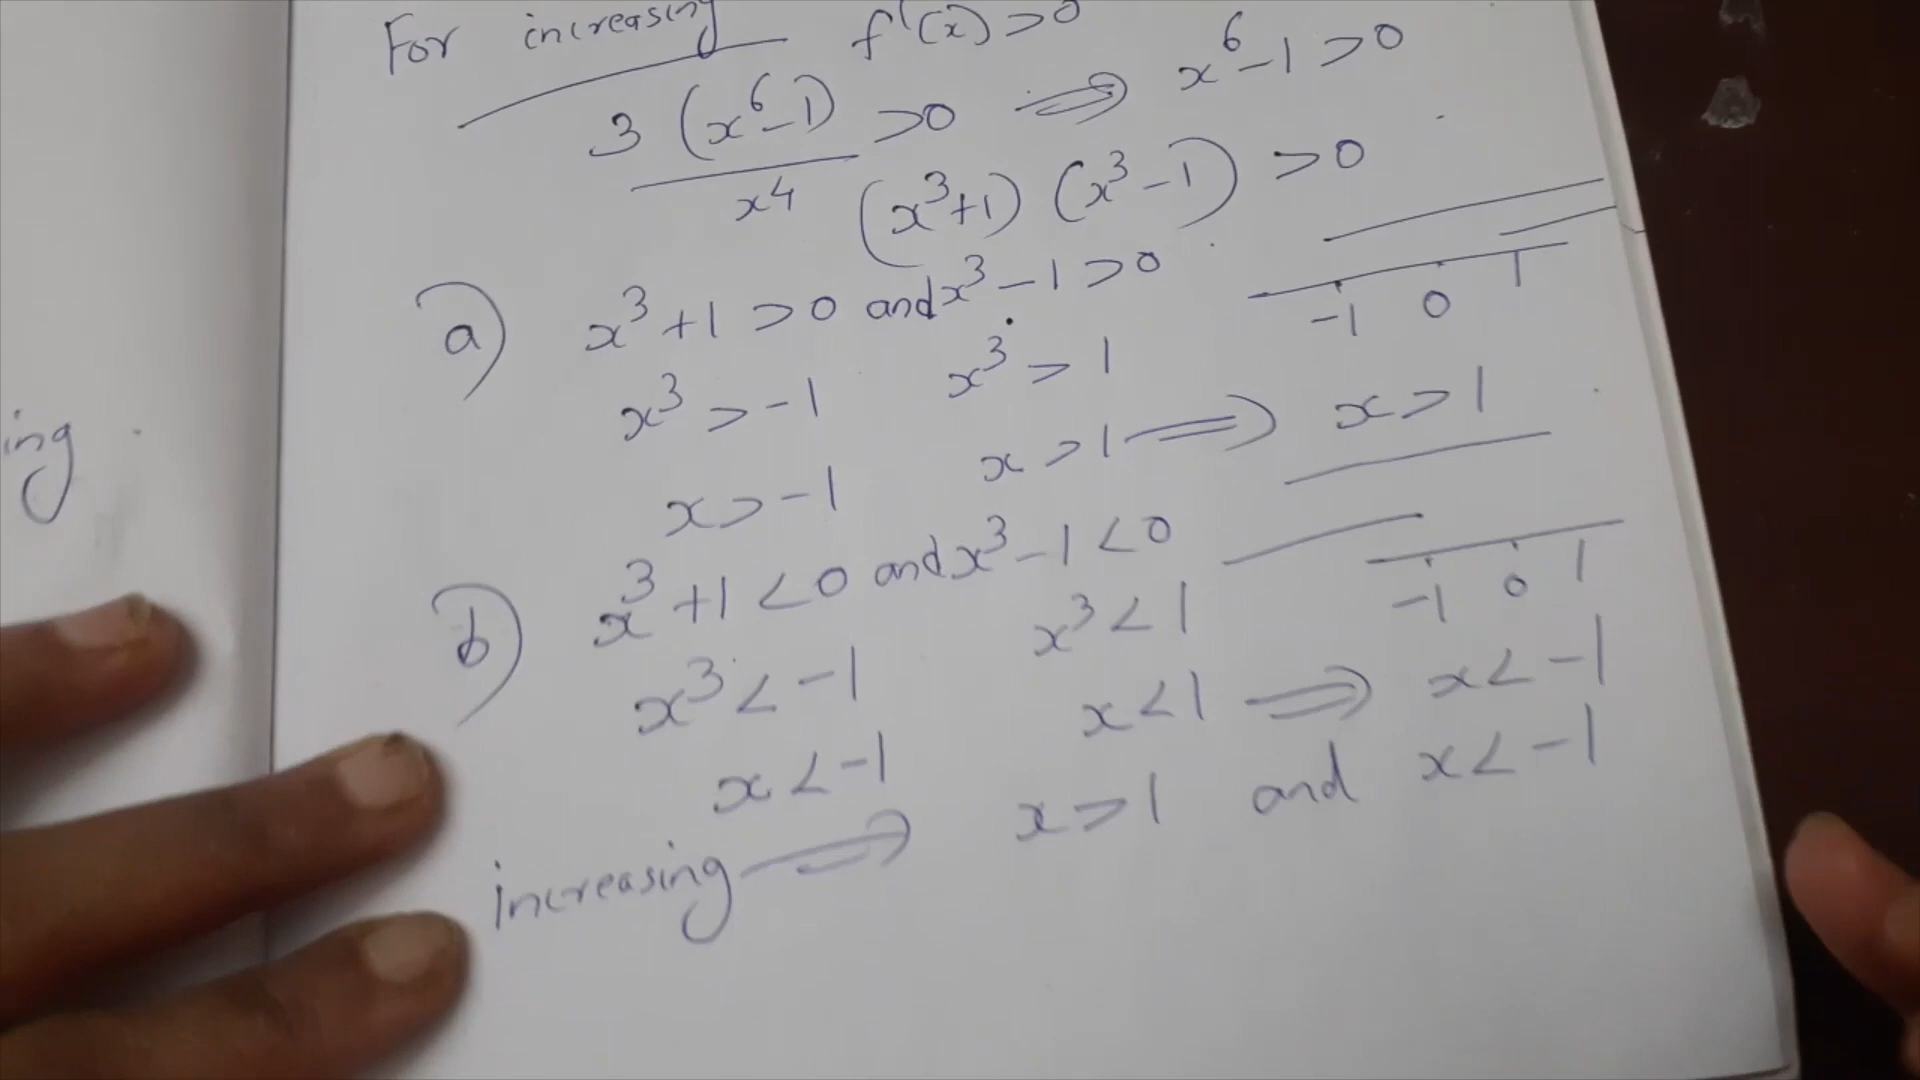 For increasing f'(x) > 0
3 (x⁶-1) / x⁴ > 0 ⟹ x⁶-1 > 0
(x³+1) (x³-1) > 0
a) x³+1 > 0 and x³-1 > 0
-1 0 1
x³ > -1 x³ > 1
x > -1 x > 1 ⟹ x > 1
b) x³+1 < 0 and x³-1 < 0
-1 0 1
x³ < -1 x³ < 1
x < -1 x < 1 ⟹ x < -1
increasing ⟹ x > 1 and x < -1
ing